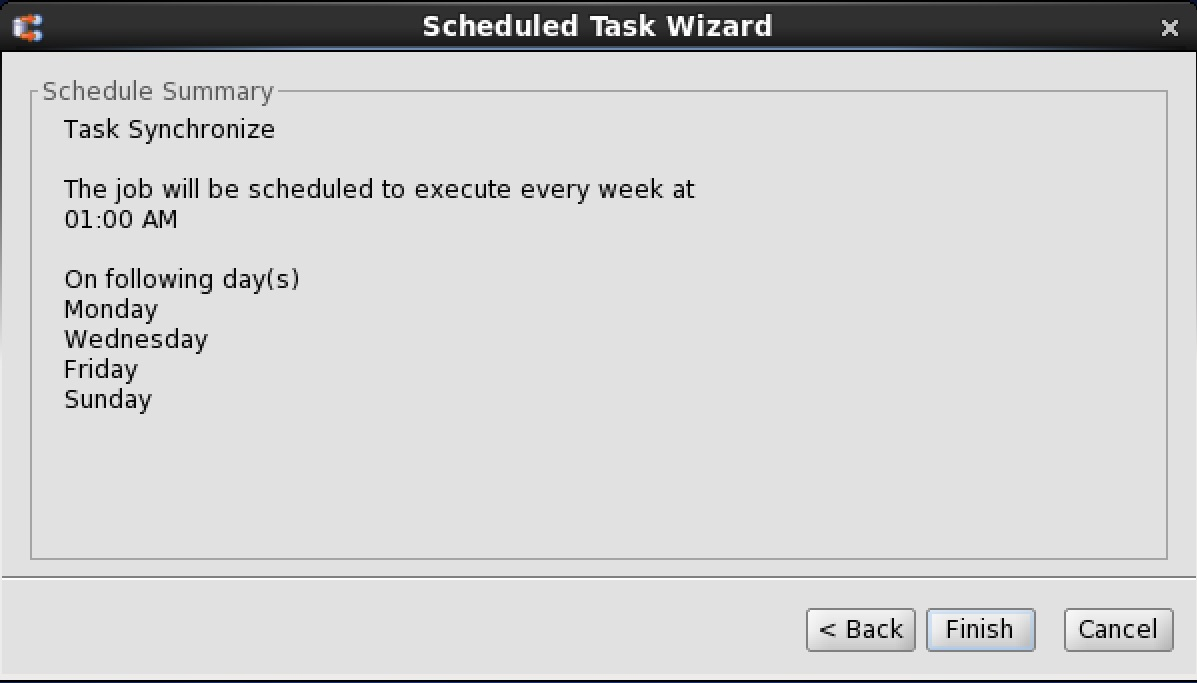 Scheduled Task Wizard
Schedule Summary
Task Synchronize
The job will be scheduled to execute every week at
01:00 AM
On following day(s)
Monday
Wednesday
Friday
Sunday
< Back
Finish
Cancel